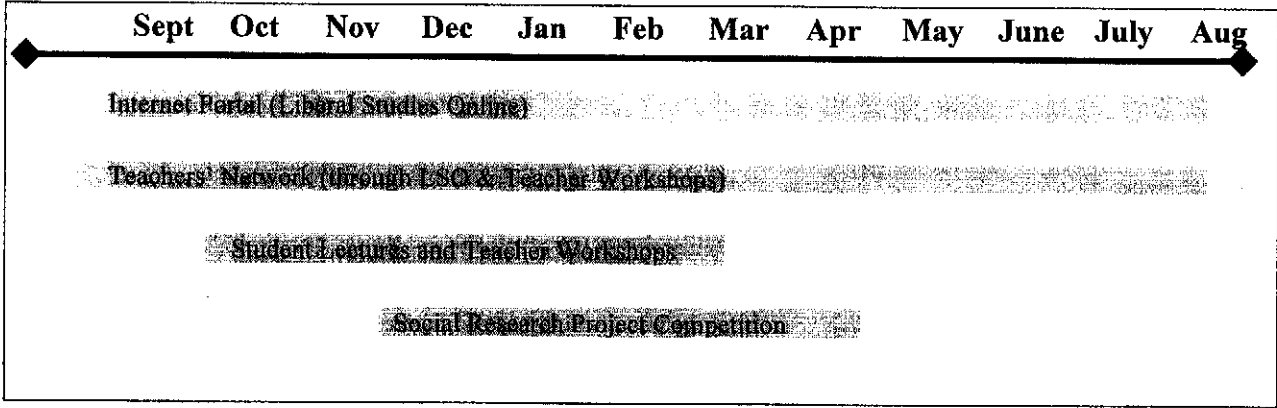 Sept Oct Nov Dec Jan Feb Mar Apr May June July Aug
Internet Portal (Liberal Studies Online)
Teachers' Network (through LSO & Teacher Workshops)
Student Lectures and Teacher Workshops
Social Research Project Competition